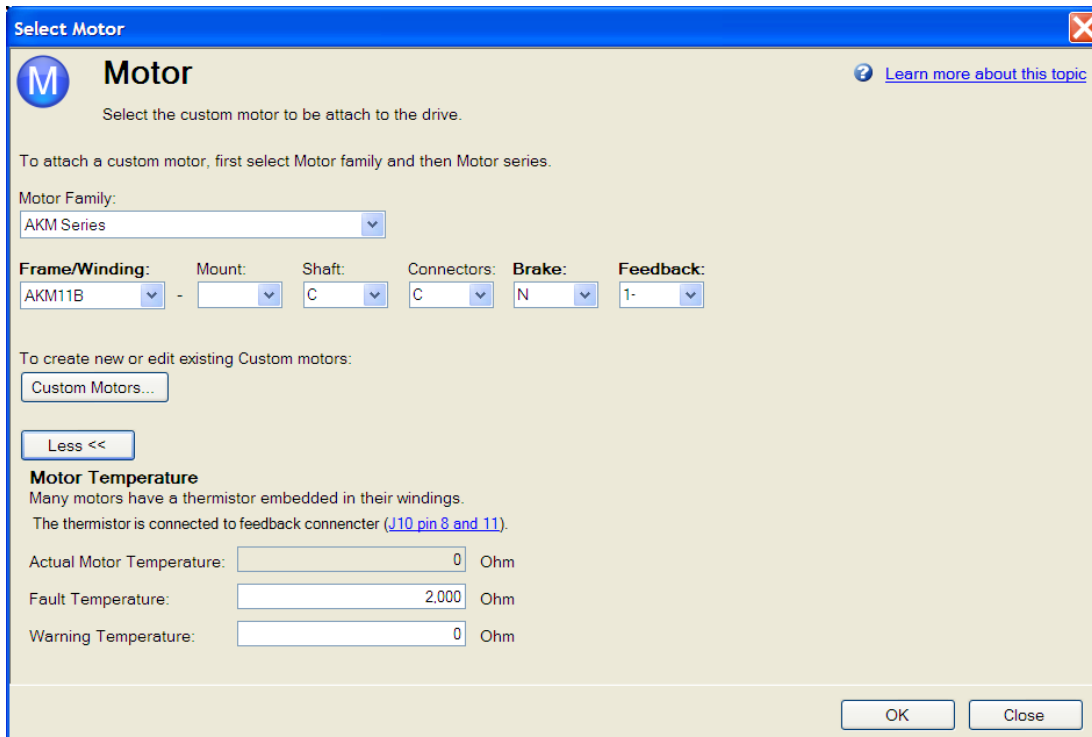 Select Motor
M
Motor
Learn more about this topic
Select the custom motor to be attach to the drive.
To attach a custom motor, first select Motor family and then Motor series.
Motor Family:
AKM Series
Frame/Winding: Mount: Shaft: Connectors: Brake: Feedback:
AKM11B - C C N 1-
To create new or edit existing Custom motors:
Custom Motors...
Less <<
Motor Temperature
Many motors have a thermistor embedded in their windings.
The thermistor is connected to feedback connencter (J10 pin 8 and 11).
Actual Motor Temperature: 0 Ohm
Fault Temperature: 2,000 Ohm
Warning Temperature: 0 Ohm
OK Close